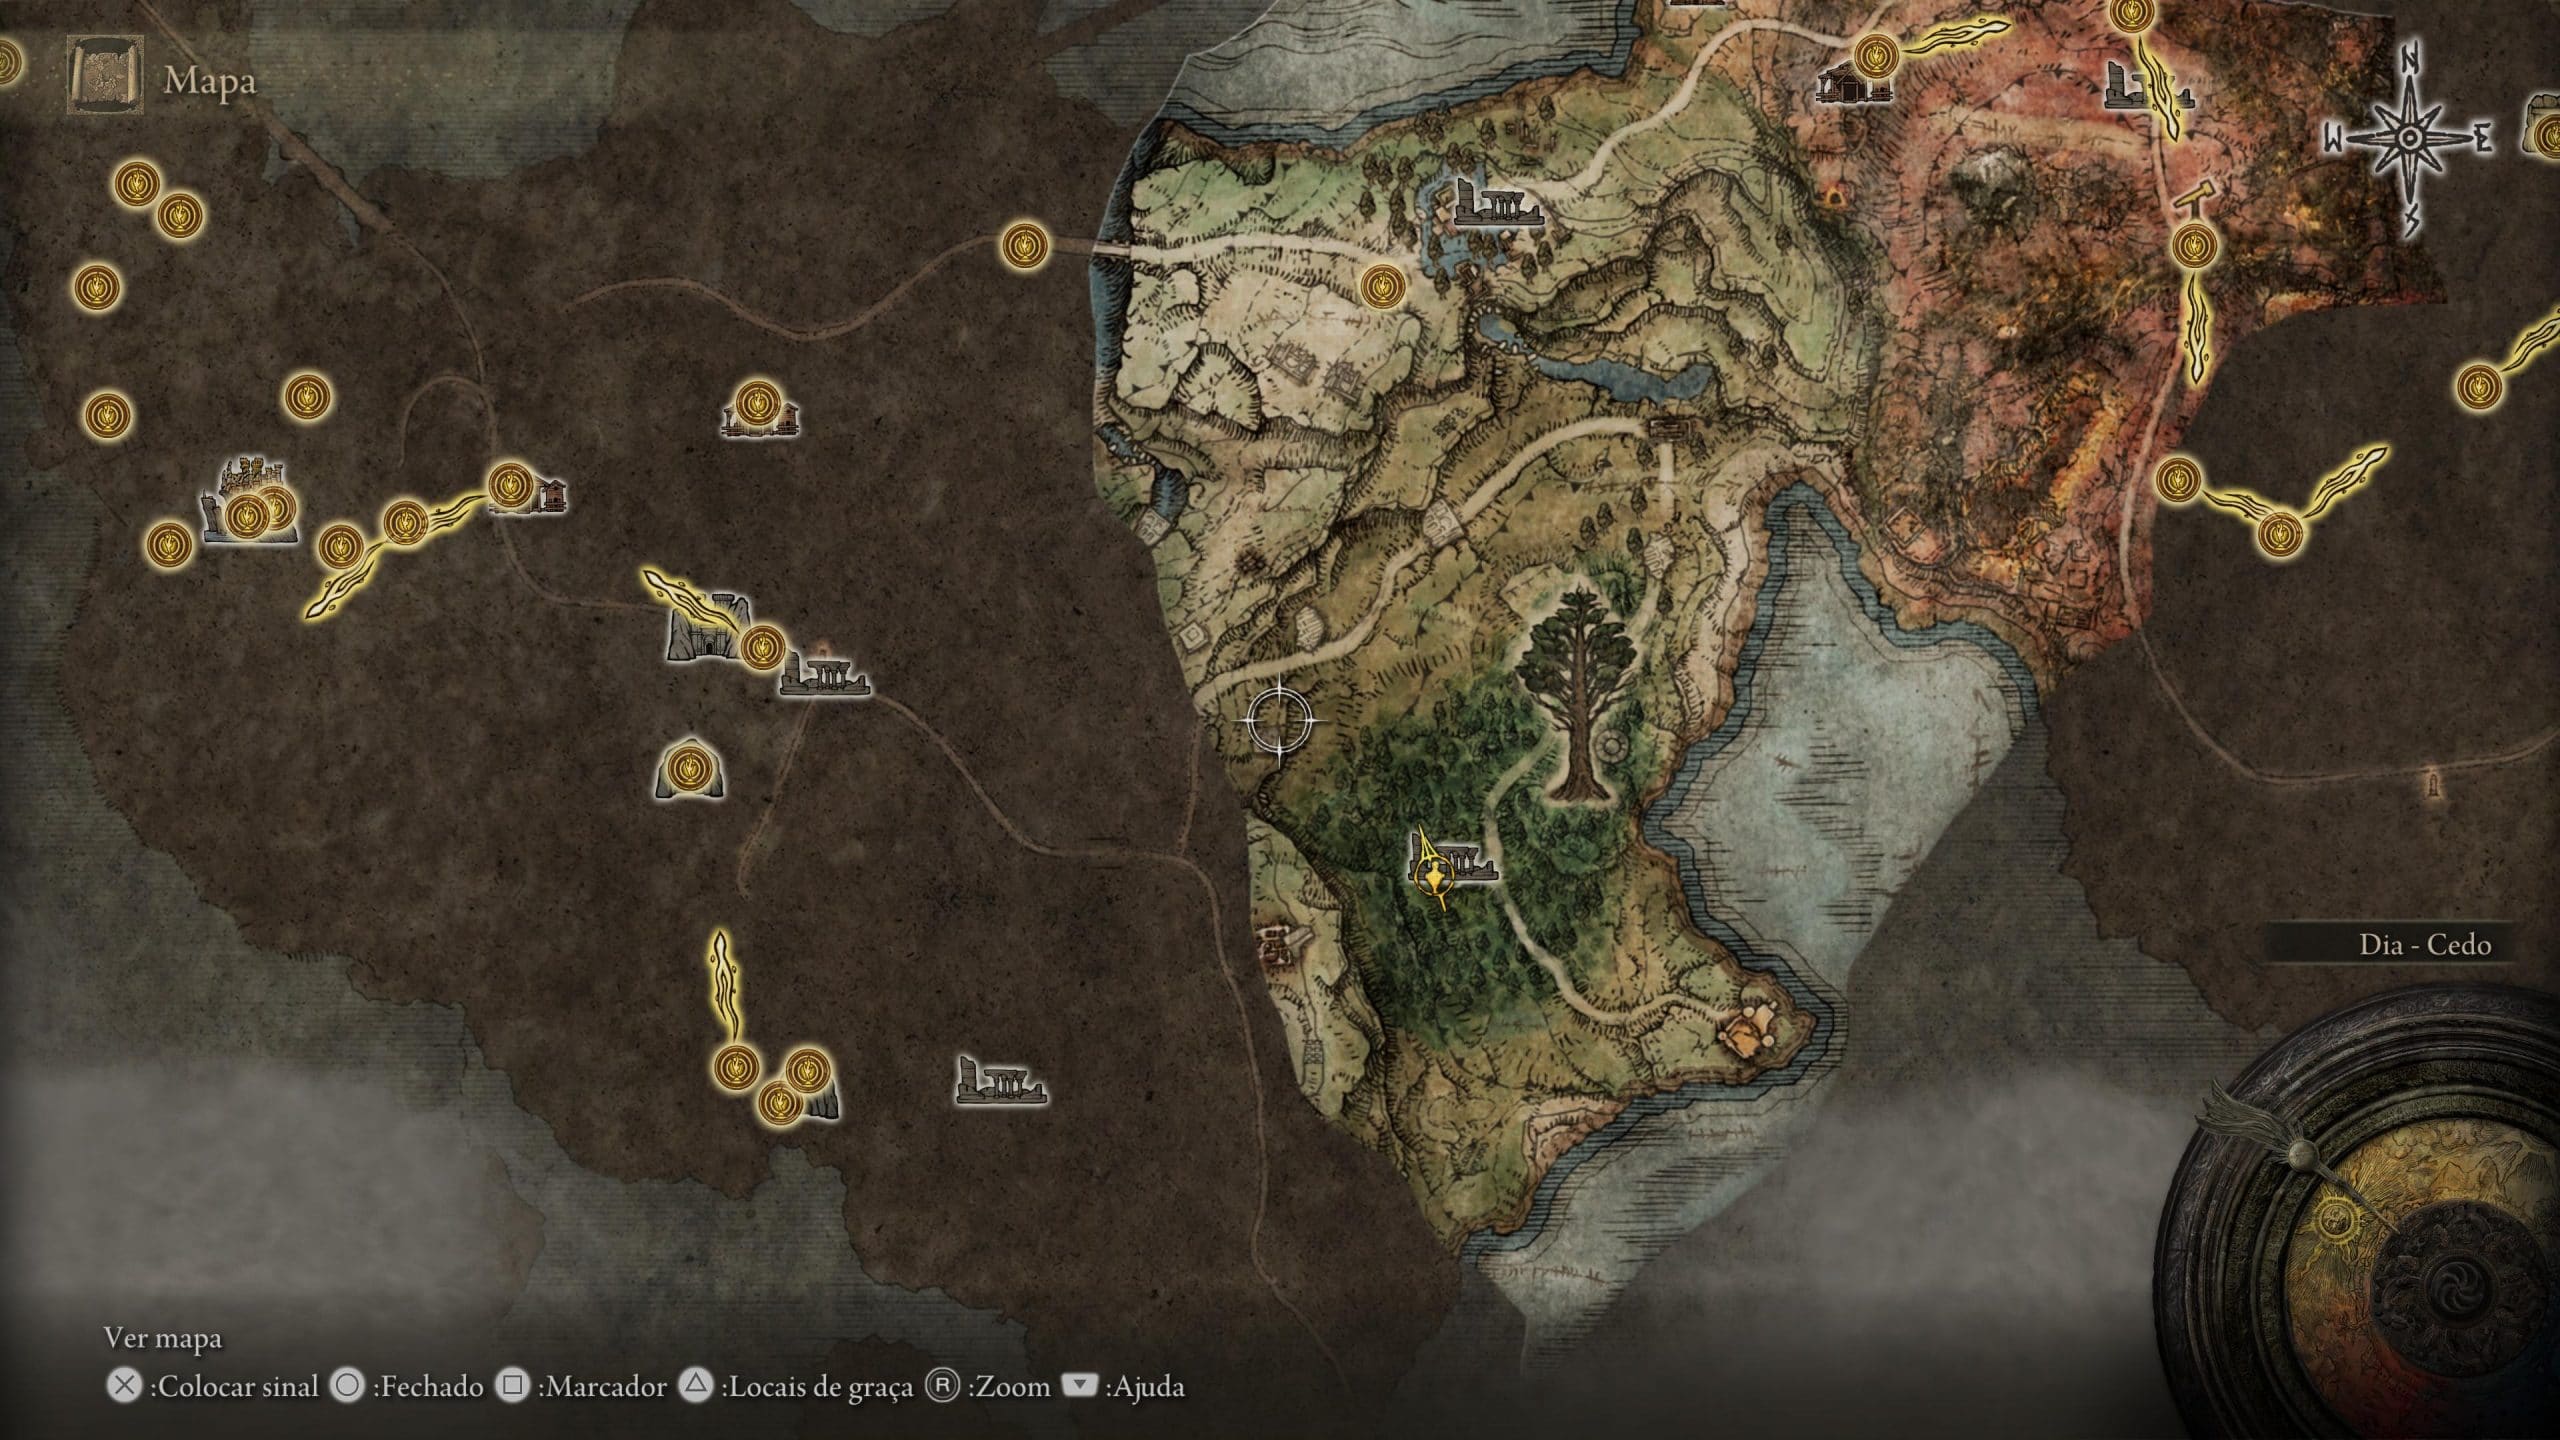 Mapa
N
W
E
S
Dia - Cedo
Ver mapa
:Colocar sinal :Fechado :Marcador :Locais de graça R :Zoom :Ajuda